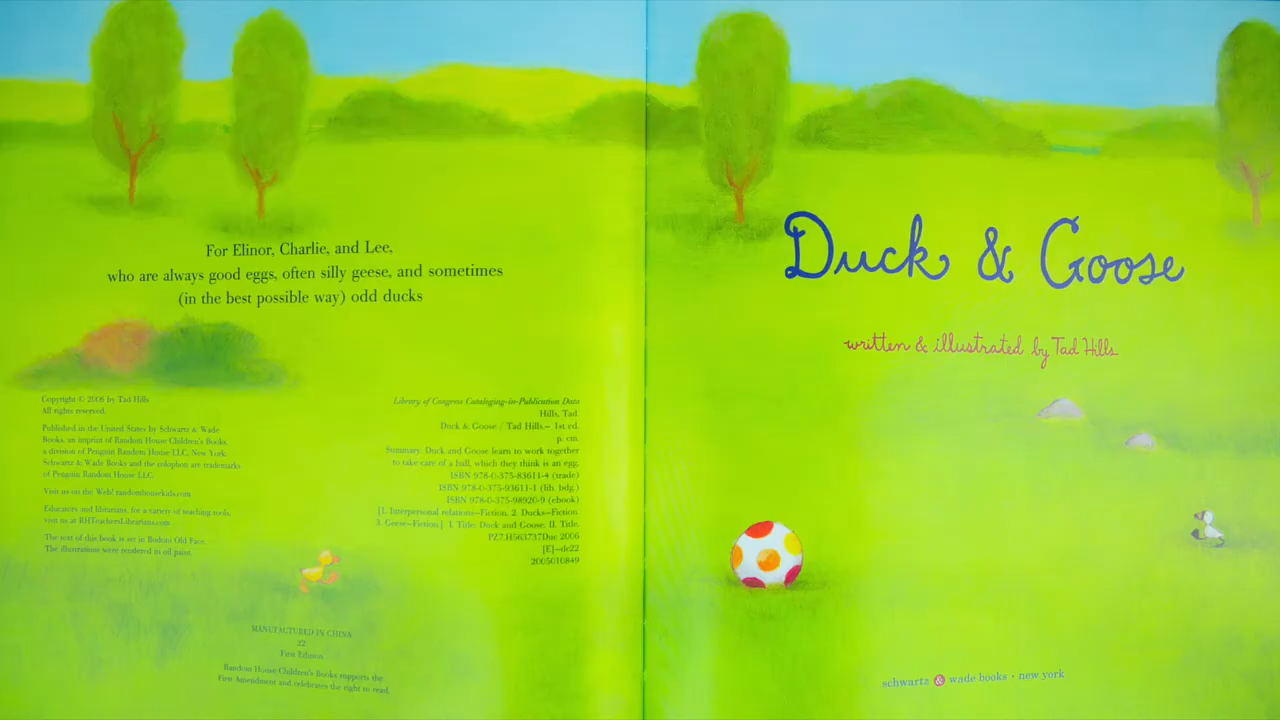 For Elinor, Charlie, and Lee,
who are always good eggs, often silly geese, and sometimes
(in the best possible way) odd ducks
Copyright © 2006 by Tad Hills
All rights reserved.
Published in the United States by Schwartz & Wade
Books, an imprint of Random House Children's Books,
a division of Penguin Random House LLC, New York.
Schwartz & Wade Books and the colophon are trademarks
of Penguin Random House LLC.
Visit us on the Web! randomhousekids.com
Educators and librarians, for a variety of teaching tools,
visit us at RHTeachersLibrarians.com
The text of this book is set in Bodoni Old Face.
The illustrations were rendered in oil paint.
Library of Congress Cataloging-in-Publication Data
Hills, Tad.
Duck & Goose / Tad Hills.— 1st ed.
p. cm.
Summary: Duck and Goose learn to work together
to take care of a ball, which they think is an egg.
ISBN 978-0-375-83611-4 (trade)
ISBN 978-0-375-93611-1 (lib. bdg.)
ISBN 978-0-375-98920-9 (ebook)
[1. Interpersonal relations—Fiction. 2. Ducks—Fiction.
3. Geese—Fiction.] I. Title: Duck and Goose. II. Title.
PZ7.H563737Duc 2006
[E]—dc22
2005010849
MANUFACTURED IN CHINA
22
First Edition
Random House Children's Books supports the
First Amendment and celebrates the right to read.
Duck & Goose
written & illustrated by Tad Hills
schwartz & wade books · new york